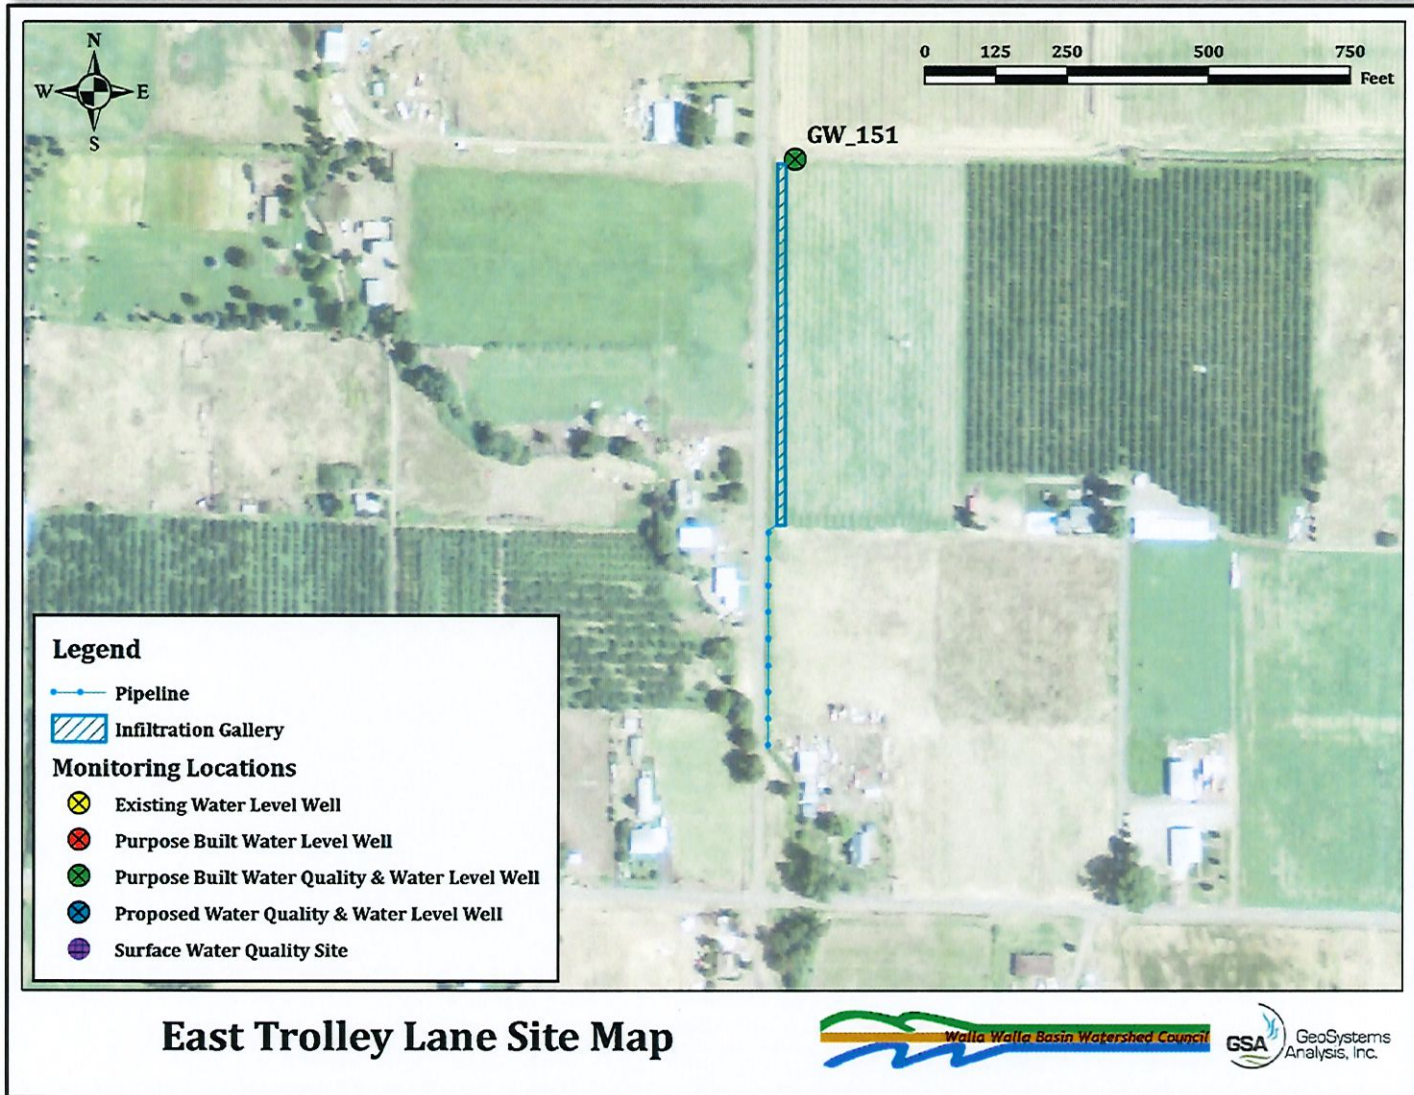 N
W E
S
0 125 250 500 750
Feet
GW_151
Legend
Pipeline
Infiltration Gallery
Monitoring Locations
Existing Water Level Well
Purpose Built Water Level Well
Purpose Built Water Quality & Water Level Well
Proposed Water Quality & Water Level Well
Surface Water Quality Site
East Trolley Lane Site Map
Walla Walla Basin Watershed Council
GSA
GeoSystems
Analysis, Inc.